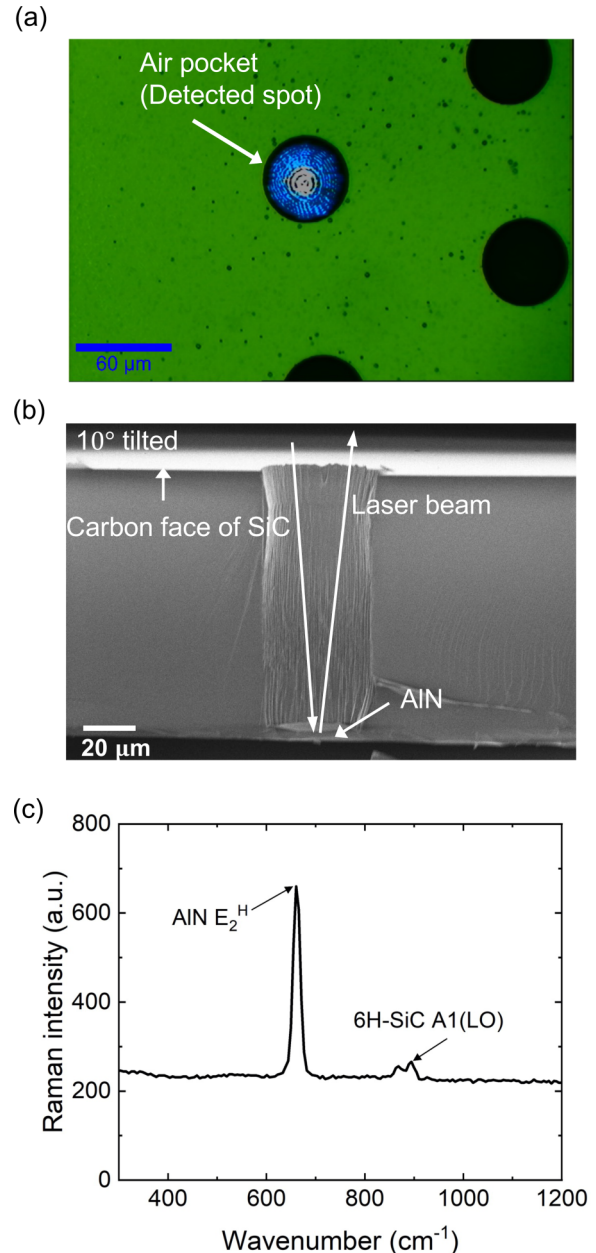 (a)
Air pocket
(Detected spot)
60 µm
(b)
10° tilted
Carbon face of SiC
Laser beam
AlN
20 µm
(c)
800
600
400
200
0
Raman intensity (a.u.)
AlN E₂ᴴ
6H-SiC A1(LO)
400
600
800
1000
1200
Wavenumber (cm⁻¹)